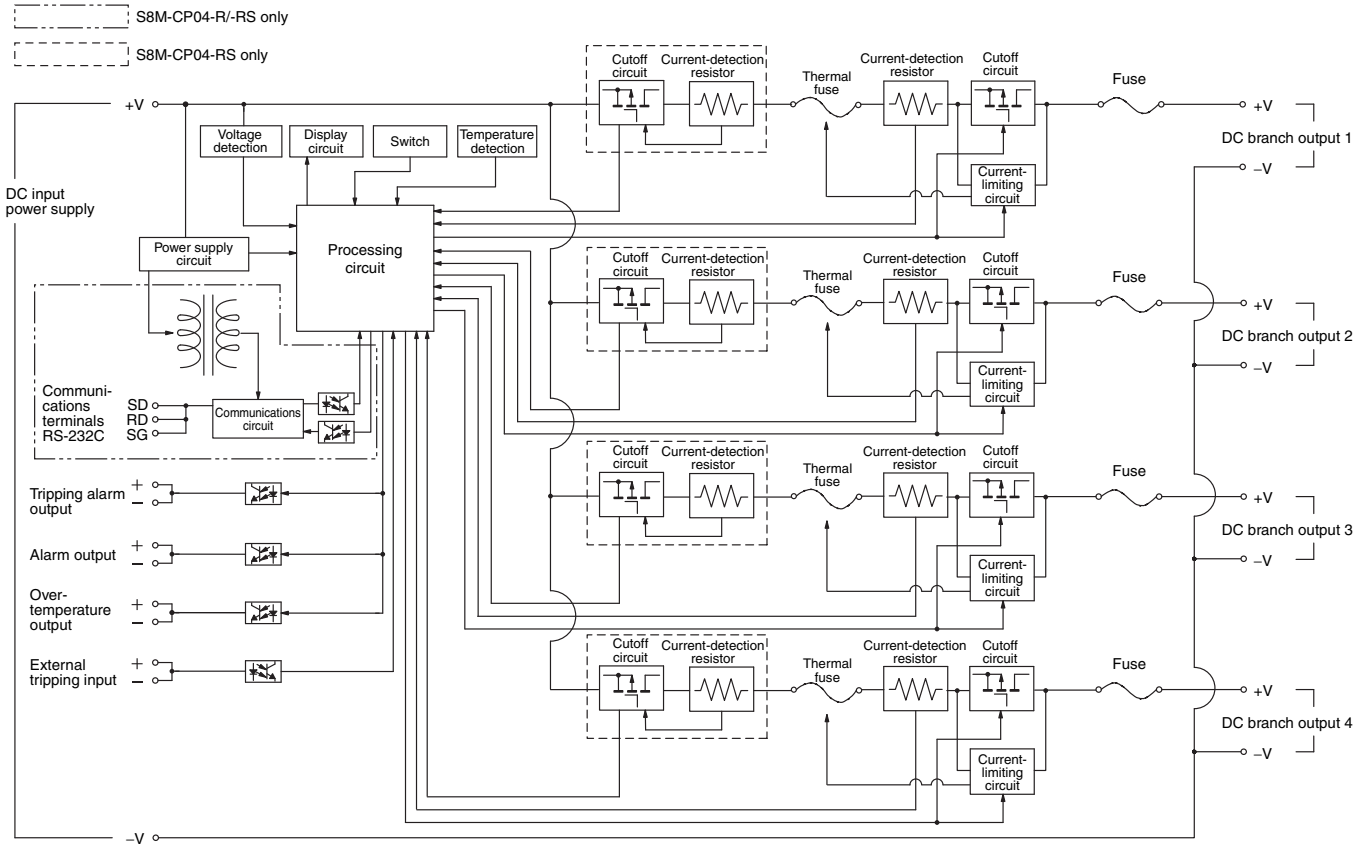 S8M-CP04-R/-RS only
S8M-CP04-RS only
DC input
power supply
+V
Voltage
detection
Display
circuit
Switch
Temperature
detection
Power supply
circuit
Processing
circuit
Communi-
cations
terminals
RS-232C
SD
RD
SG
Communications
circuit
Tripping alarm
output
+
–
Alarm output
+
–
Over-
temperature
output
+
–
External
tripping input
+
–
–V
Cutoff
circuit
Current-detection
resistor
Thermal
fuse
Current-detection
resistor
Cutoff
circuit
Fuse
Current-
limiting
circuit
+V
DC branch output 1
–V
Cutoff
circuit
Current-detection
resistor
Thermal
fuse
Current-detection
resistor
Cutoff
circuit
Fuse
Current-
limiting
circuit
+V
DC branch output 2
–V
Cutoff
circuit
Current-detection
resistor
Thermal
fuse
Current-detection
resistor
Cutoff
circuit
Fuse
Current-
limiting
circuit
+V
DC branch output 3
–V
Cutoff
circuit
Current-detection
resistor
Thermal
fuse
Current-detection
resistor
Cutoff
circuit
Fuse
Current-
limiting
circuit
+V
DC branch output 4
–V